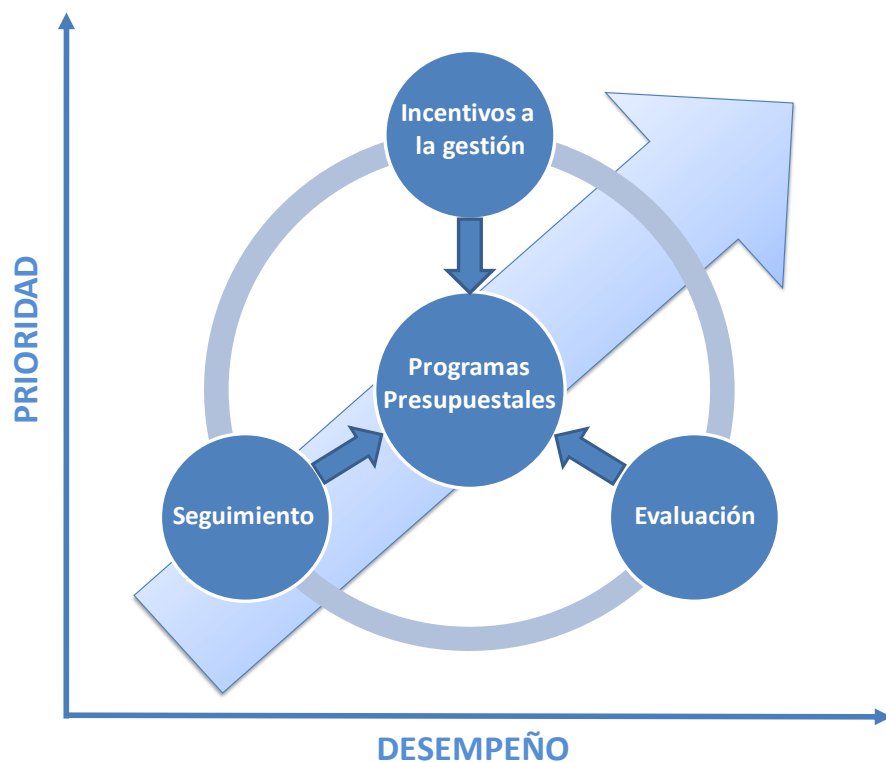 Incentivos a
la gestión
PRIORIDAD
Programas
Presupuestales
Seguimiento
Evaluación
DESEMPEÑO